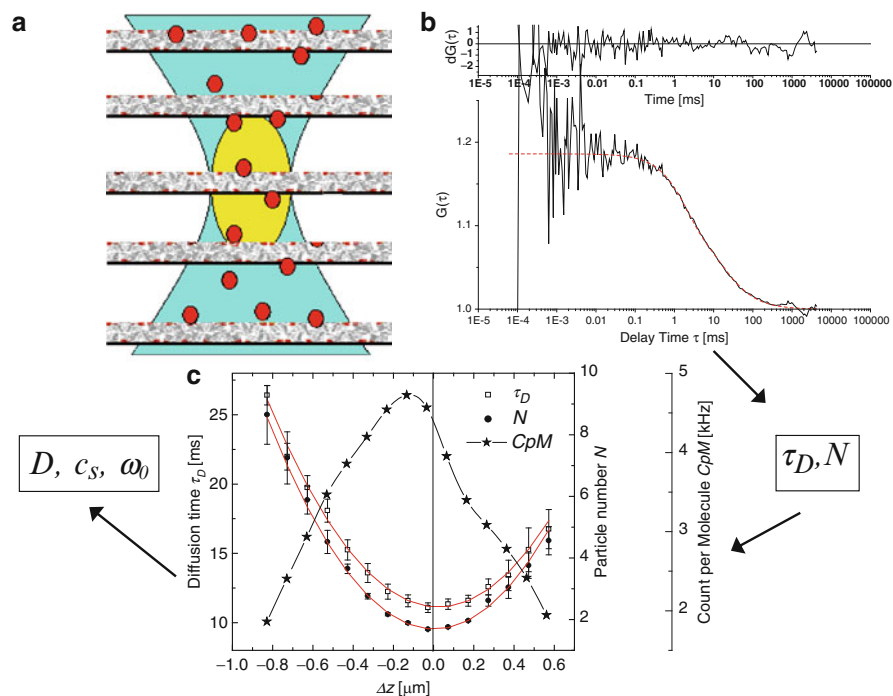 a
b
dG(τ)
1
0
-1
-2
1E-5 1E-4 1E-3 0.01 0.1 1 10 100 1000 10000 100000
Time [ms]
G(τ)
1.2
1.1
1.0
1E-5 1E-4 1E-3 0.01 0.1 1 10 100 1000 10000 100000
Delay Time τ [ms]
c
Diffusion time τD [ms]
25
20
15
10
τD
N
CpM
Particle number N
10
8
6
4
2
Count per Molecule CpM [kHz]
5
4
3
2
−1.0 −0.8 −0.6 −0.4 −0.2 0.0 0.2 0.4 0.6
Δz [μm]
D, cs, ω0
τD, N